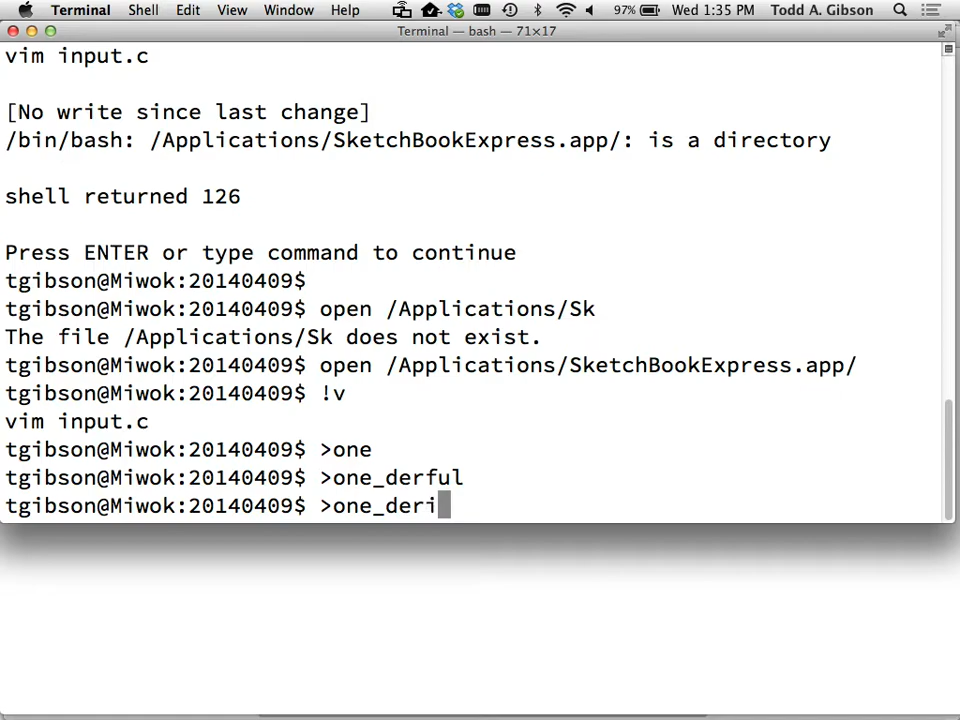 Terminal Shell Edit View Window Help 97% Wed 1:35 PM Todd A. Gibson
Terminal — bash — 71×17
vim input.c
[No write since last change]
/bin/bash: /Applications/SketchBookExpress.app/: is a directory
shell returned 126
Press ENTER or type command to continue
tgibson@Miwok:20140409$
tgibson@Miwok:20140409$ open /Applications/Sk
The file /Applications/Sk does not exist.
tgibson@Miwok:20140409$ open /Applications/SketchBookExpress.app/
tgibson@Miwok:20140409$ !v
vim input.c
tgibson@Miwok:20140409$ >one
tgibson@Miwok:20140409$ >one_derful
tgibson@Miwok:20140409$ >one_deri